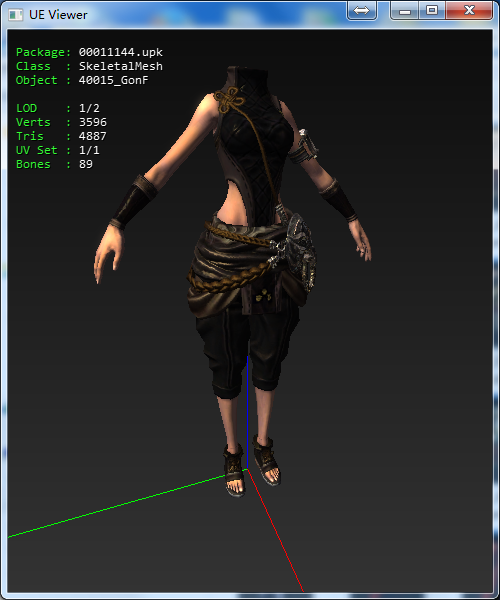 UE Viewer
Package: 00011144.upk
Class : SkeletalMesh
Object : 40015_GonF
LOD : 1/2
Verts : 3596
Tris : 4887
UV Set : 1/1
Bones : 89